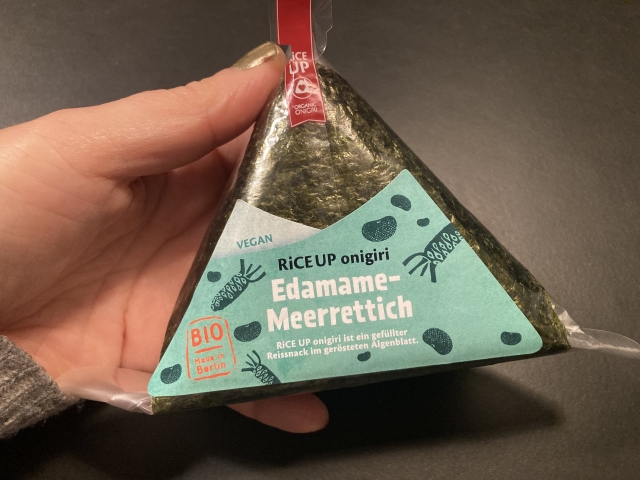 RiCE
UP
ORGANIC
ONIGIRI
VEGAN
RiCE UP onigiri
Edamame-
Meerrettich
RiCE UP onigiri ist ein gefüllter
Reissnack im gerösteten Algenblatt.
BIO
Made in
Berlin